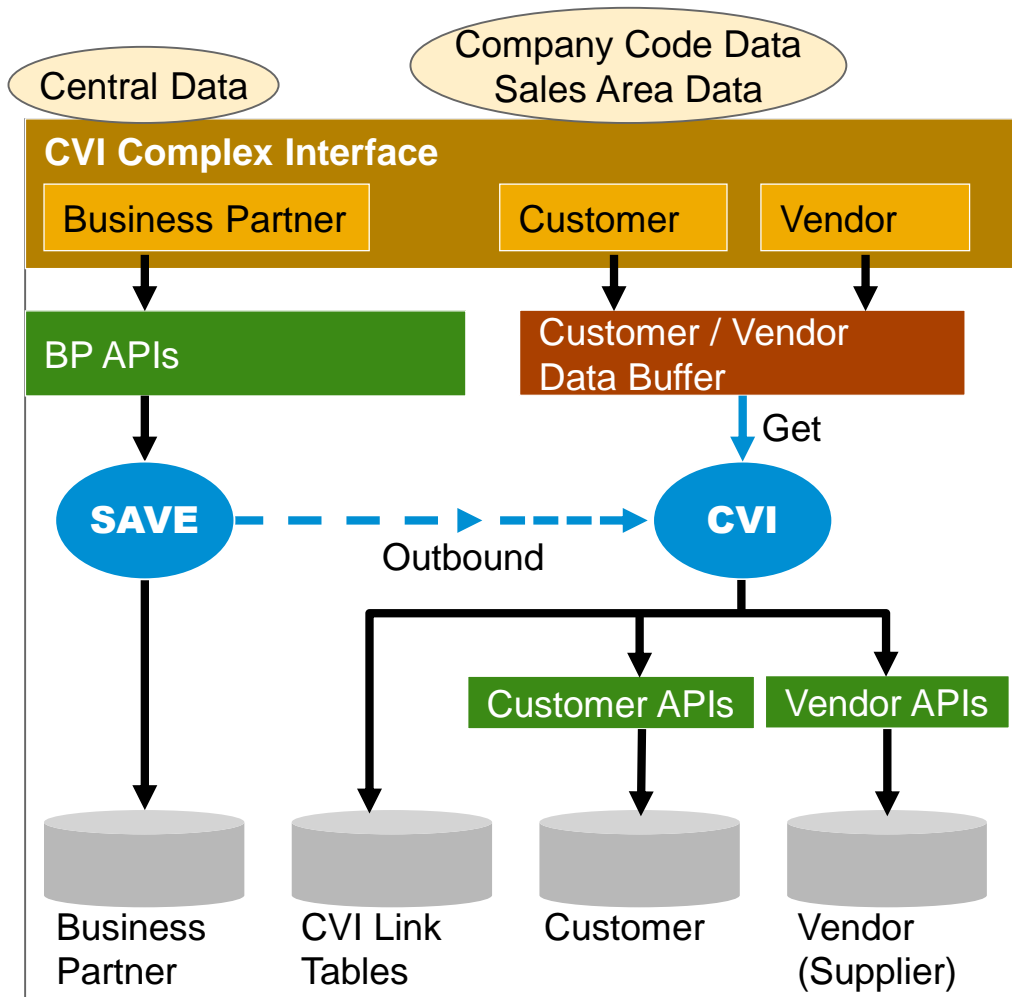 Central Data
Company Code Data
Sales Area Data
CVI Complex Interface
Business Partner
Customer
Vendor
BP APIs
Customer / Vendor
Data Buffer
Get
SAVE
CVI
Outbound
Customer APIs
Vendor APIs
Business
Partner
CVI Link
Tables
Customer
Vendor
(Supplier)